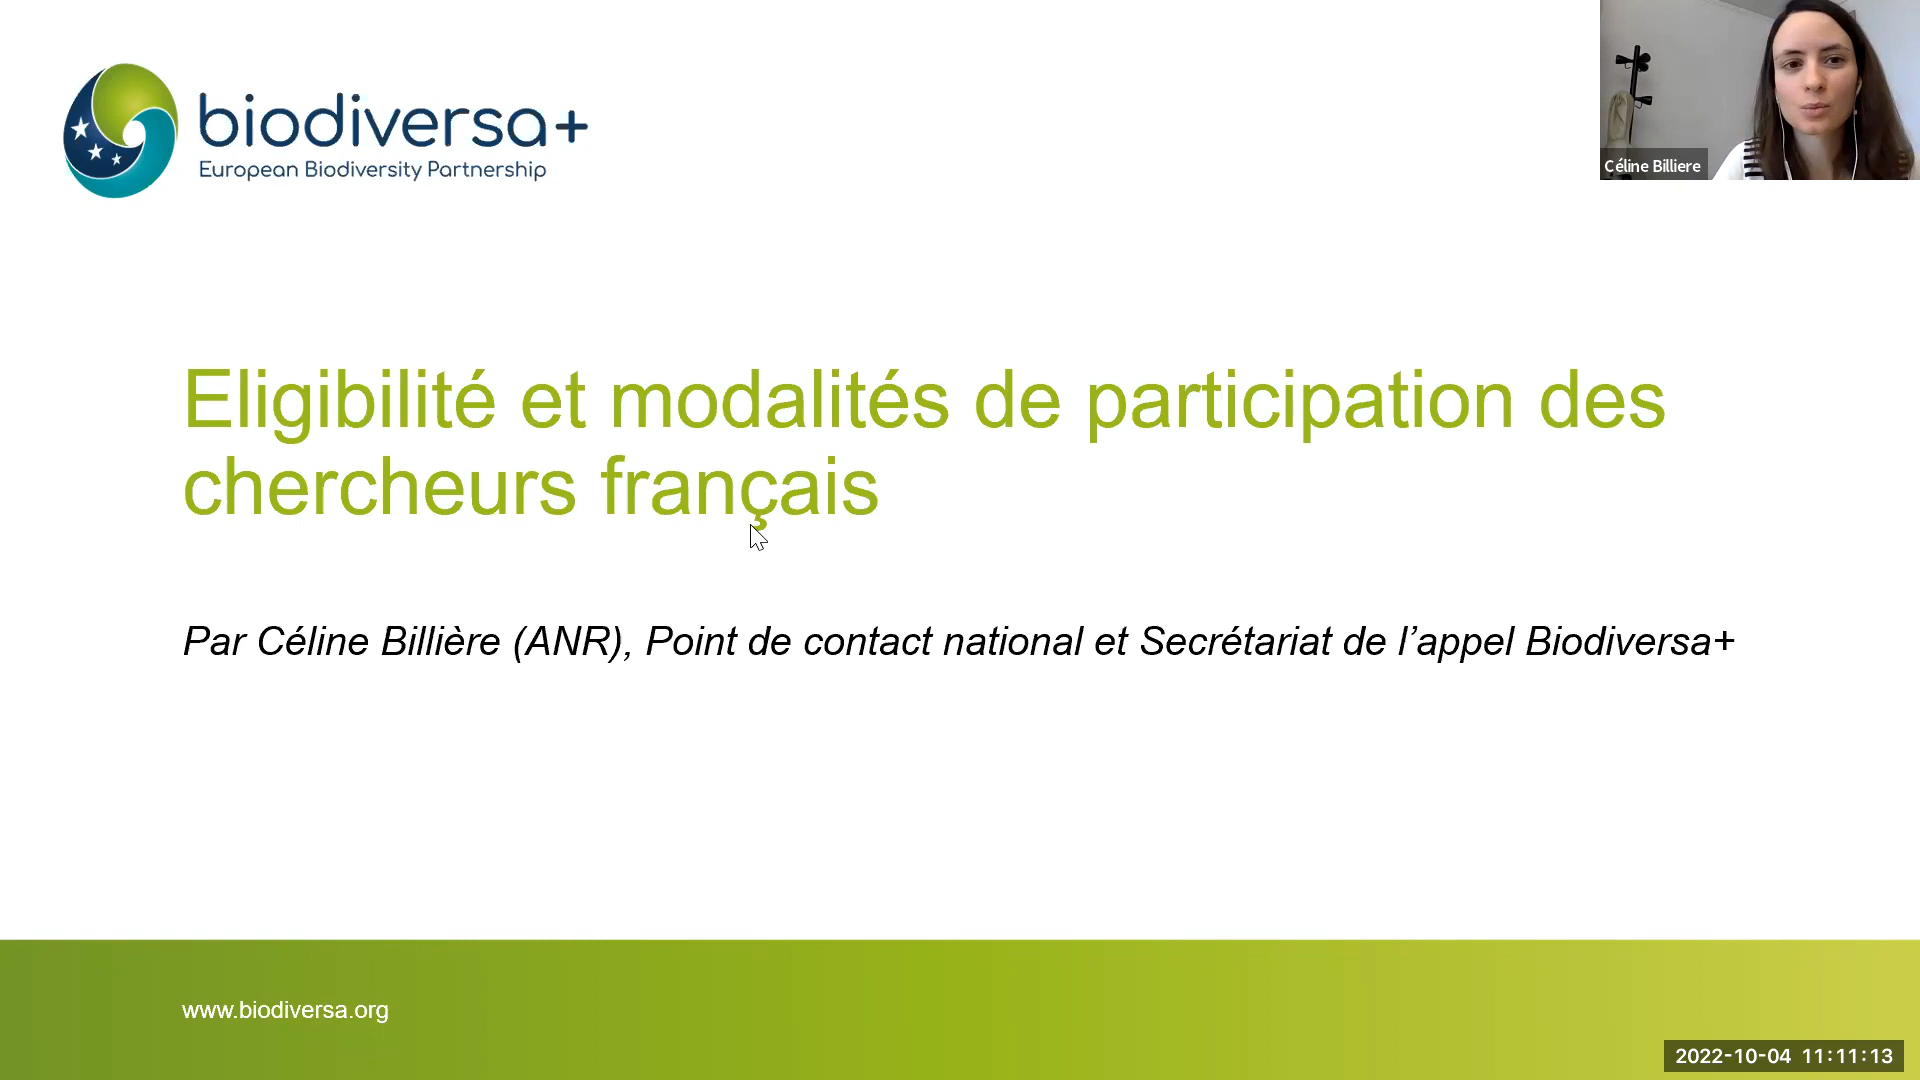 biodiversa+
European Biodiversity Partnership
Céline Billiere
Eligibilité et modalités de participation des
chercheurs français
Par Céline Billière (ANR), Point de contact national et Secrétariat de l’appel Biodiversa+
www.biodiversa.org
2022-10-04 11:11:13